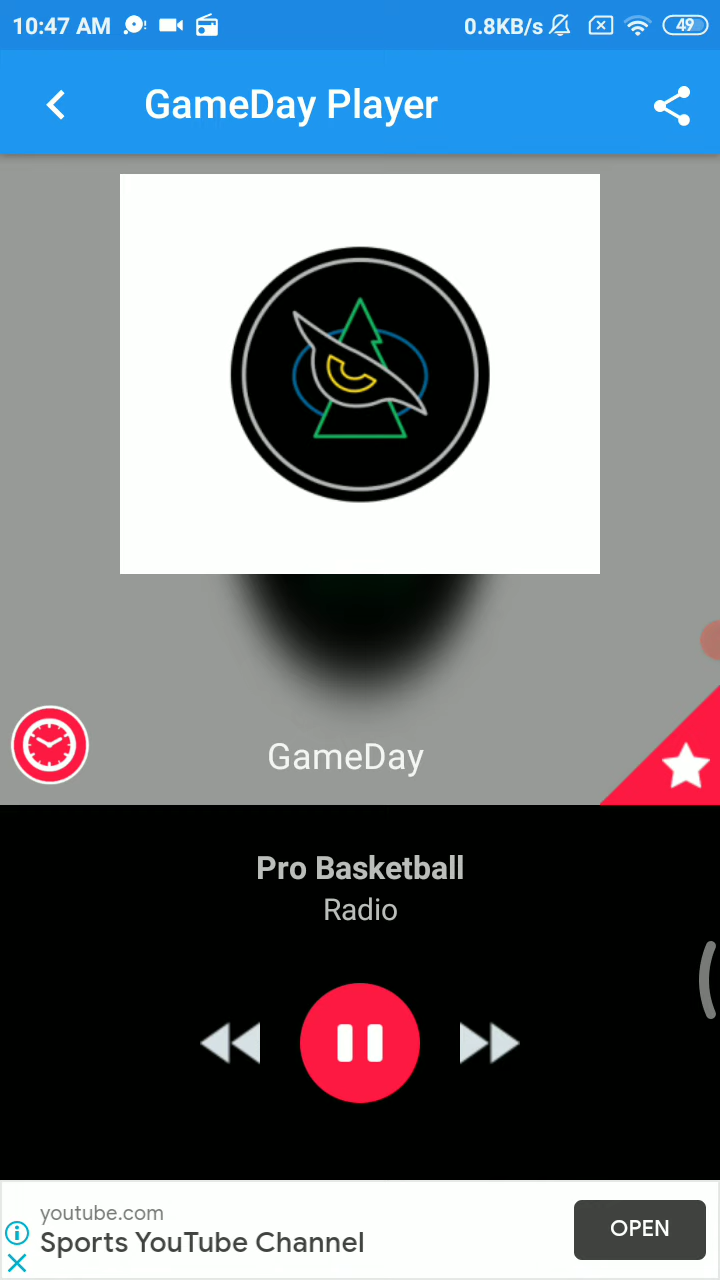 10:47 AM 0.8KB/s 49
GameDay Player
GameDay
Pro Basketball
Radio
youtube.com
Sports YouTube Channel
OPEN